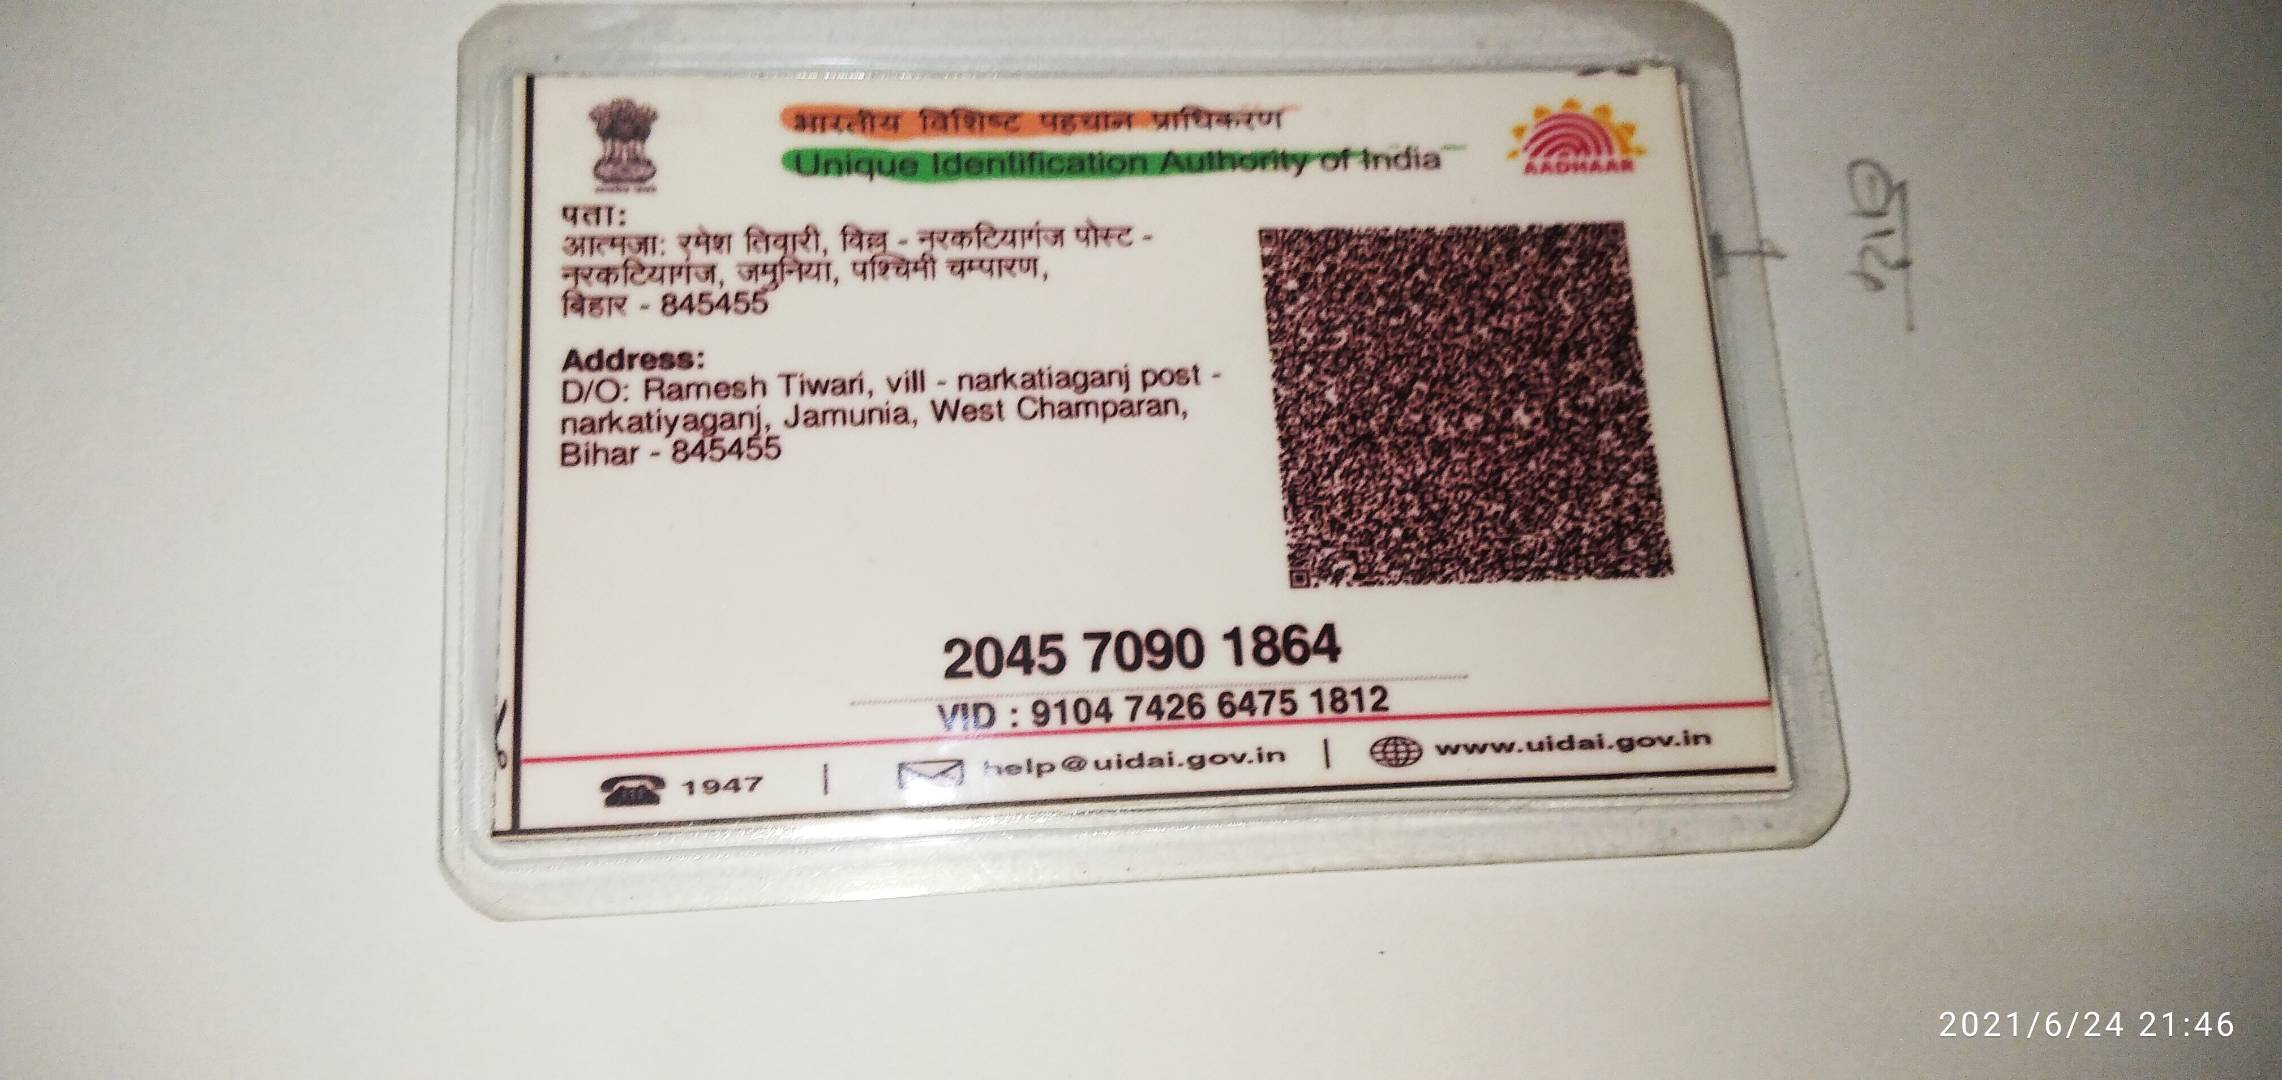 भारतीय विशिष्ट पहचान प्राधिकरण
Unique Identification Authority of India
AADHAAR
पता:
आत्मजा: रमेश तिवारी, विल्ल - नरकटियागंज पोस्ट -
नरकटियागंज, जमुनिया, पश्चिमी चम्पारण,
बिहार - 845455
Address:
D/O: Ramesh Tiwari, vill - narkatiaganj post -
narkatiyaganj, Jamunia, West Champaran,
Bihar - 845455
2045 7090 1864
VID : 9104 7426 6475 1812
1947 | help@uidai.gov.in | www.uidai.gov.in
2021/6/24 21:46